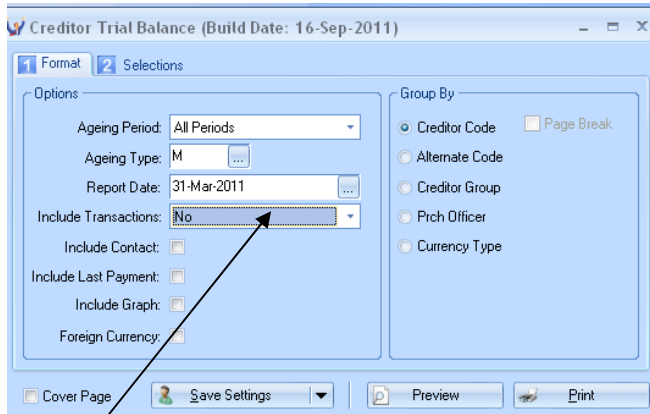 Creditor Trial Balance (Build Date: 16-Sep-2011)
1 Format 2 Selections
Options
Ageing Period: All Periods
Ageing Type: M ...
Report Date: 31-Mar-2011 ...
Include Transactions: No
Include Contact:
Include Last Payment:
Include Graph:
Foreign Currency:
Group By
Creditor Code Page Break
Alternate Code
Creditor Group
Prch Officer
Currency Type
Cover Page Save Settings Preview Print